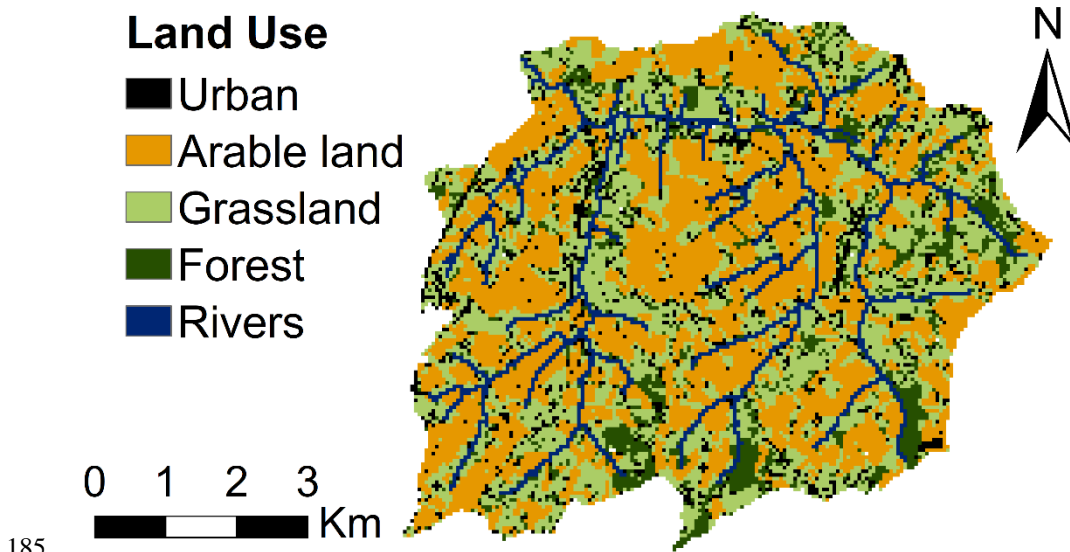 Land Use
N
Urban
Arable land
Grassland
Forest
Rivers
0 1 2 3
Km
185